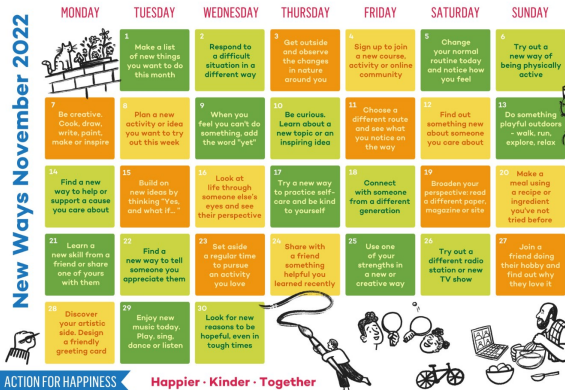 New Ways November 2022
MONDAY
TUESDAY
WEDNESDAY
THURSDAY
FRIDAY
SATURDAY
SUNDAY
1
Make a list
of new things
you want to do
this month
2
Respond to
a difficult
situation in a
different way
3
Get outside
and observe
the changes
in nature
around you
4
Sign up to join
a new course,
activity or online
community
5
Change
your normal
routine today
and notice how
you feel
6
Try out a
new way of
being physically
active
7
Be creative.
Cook, draw,
write, paint,
make or inspire
8
Plan a new
activity or idea
you want to try
out this week
9
When you
feel you can't do
something, add
the word "yet"
10
Be curious.
Learn about a
new topic or an
inspiring idea
11
Choose a
different route
and see what
you notice on
the way
12
Find out
something new
about someone
you care about
13
Do something
playful outdoors
- walk, run,
explore, relax
14
Find a new
way to help or
support a cause
you care about
15
Build on
new ideas by
thinking "Yes,
and what if... "
16
Look at
life through
someone else's
eyes and see
their perspective
17
Try a new way
to practice self-
care and be kind
to yourself
18
Connect
with someone
from a different
generation
19
Broaden your
perspective: read
a different paper,
magazine or site
20
Make a
meal using
a recipe or
ingredient
you've not
tried before
21
Learn a
new skill from a
friend or share
one of yours
with them
22
Find a
new way to tell
someone you
appreciate them
23
Set aside
a regular time
to pursue
an activity
you love
24
Share with
a friend
something
helpful you
learned recently
25
Use one
of your
strengths in
a new or
creative way
26
Try out a
different radio
station or new
TV show
27
Join a
friend doing
their hobby and
find out why
they love it
28
Discover
your artistic
side. Design
a friendly
greeting card
29
Enjoy new
music today.
Play, sing,
dance or listen
30
Look for new
reasons to be
hopeful, even in
tough times
ACTION FOR HAPPINESS
Happier · Kinder · Together